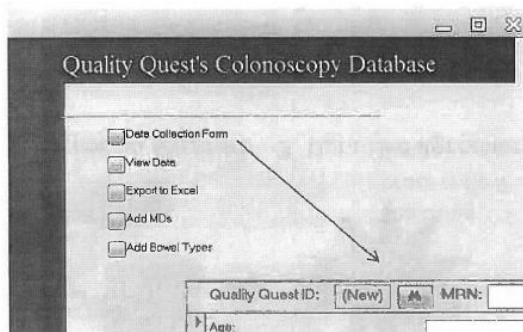 Quality Quest's Colonoscopy Database
Data Collection Form
View Data
Export to Excel
Add MDs
Add Bowel Types
Quality Quest ID: (New) MRN:
Age: